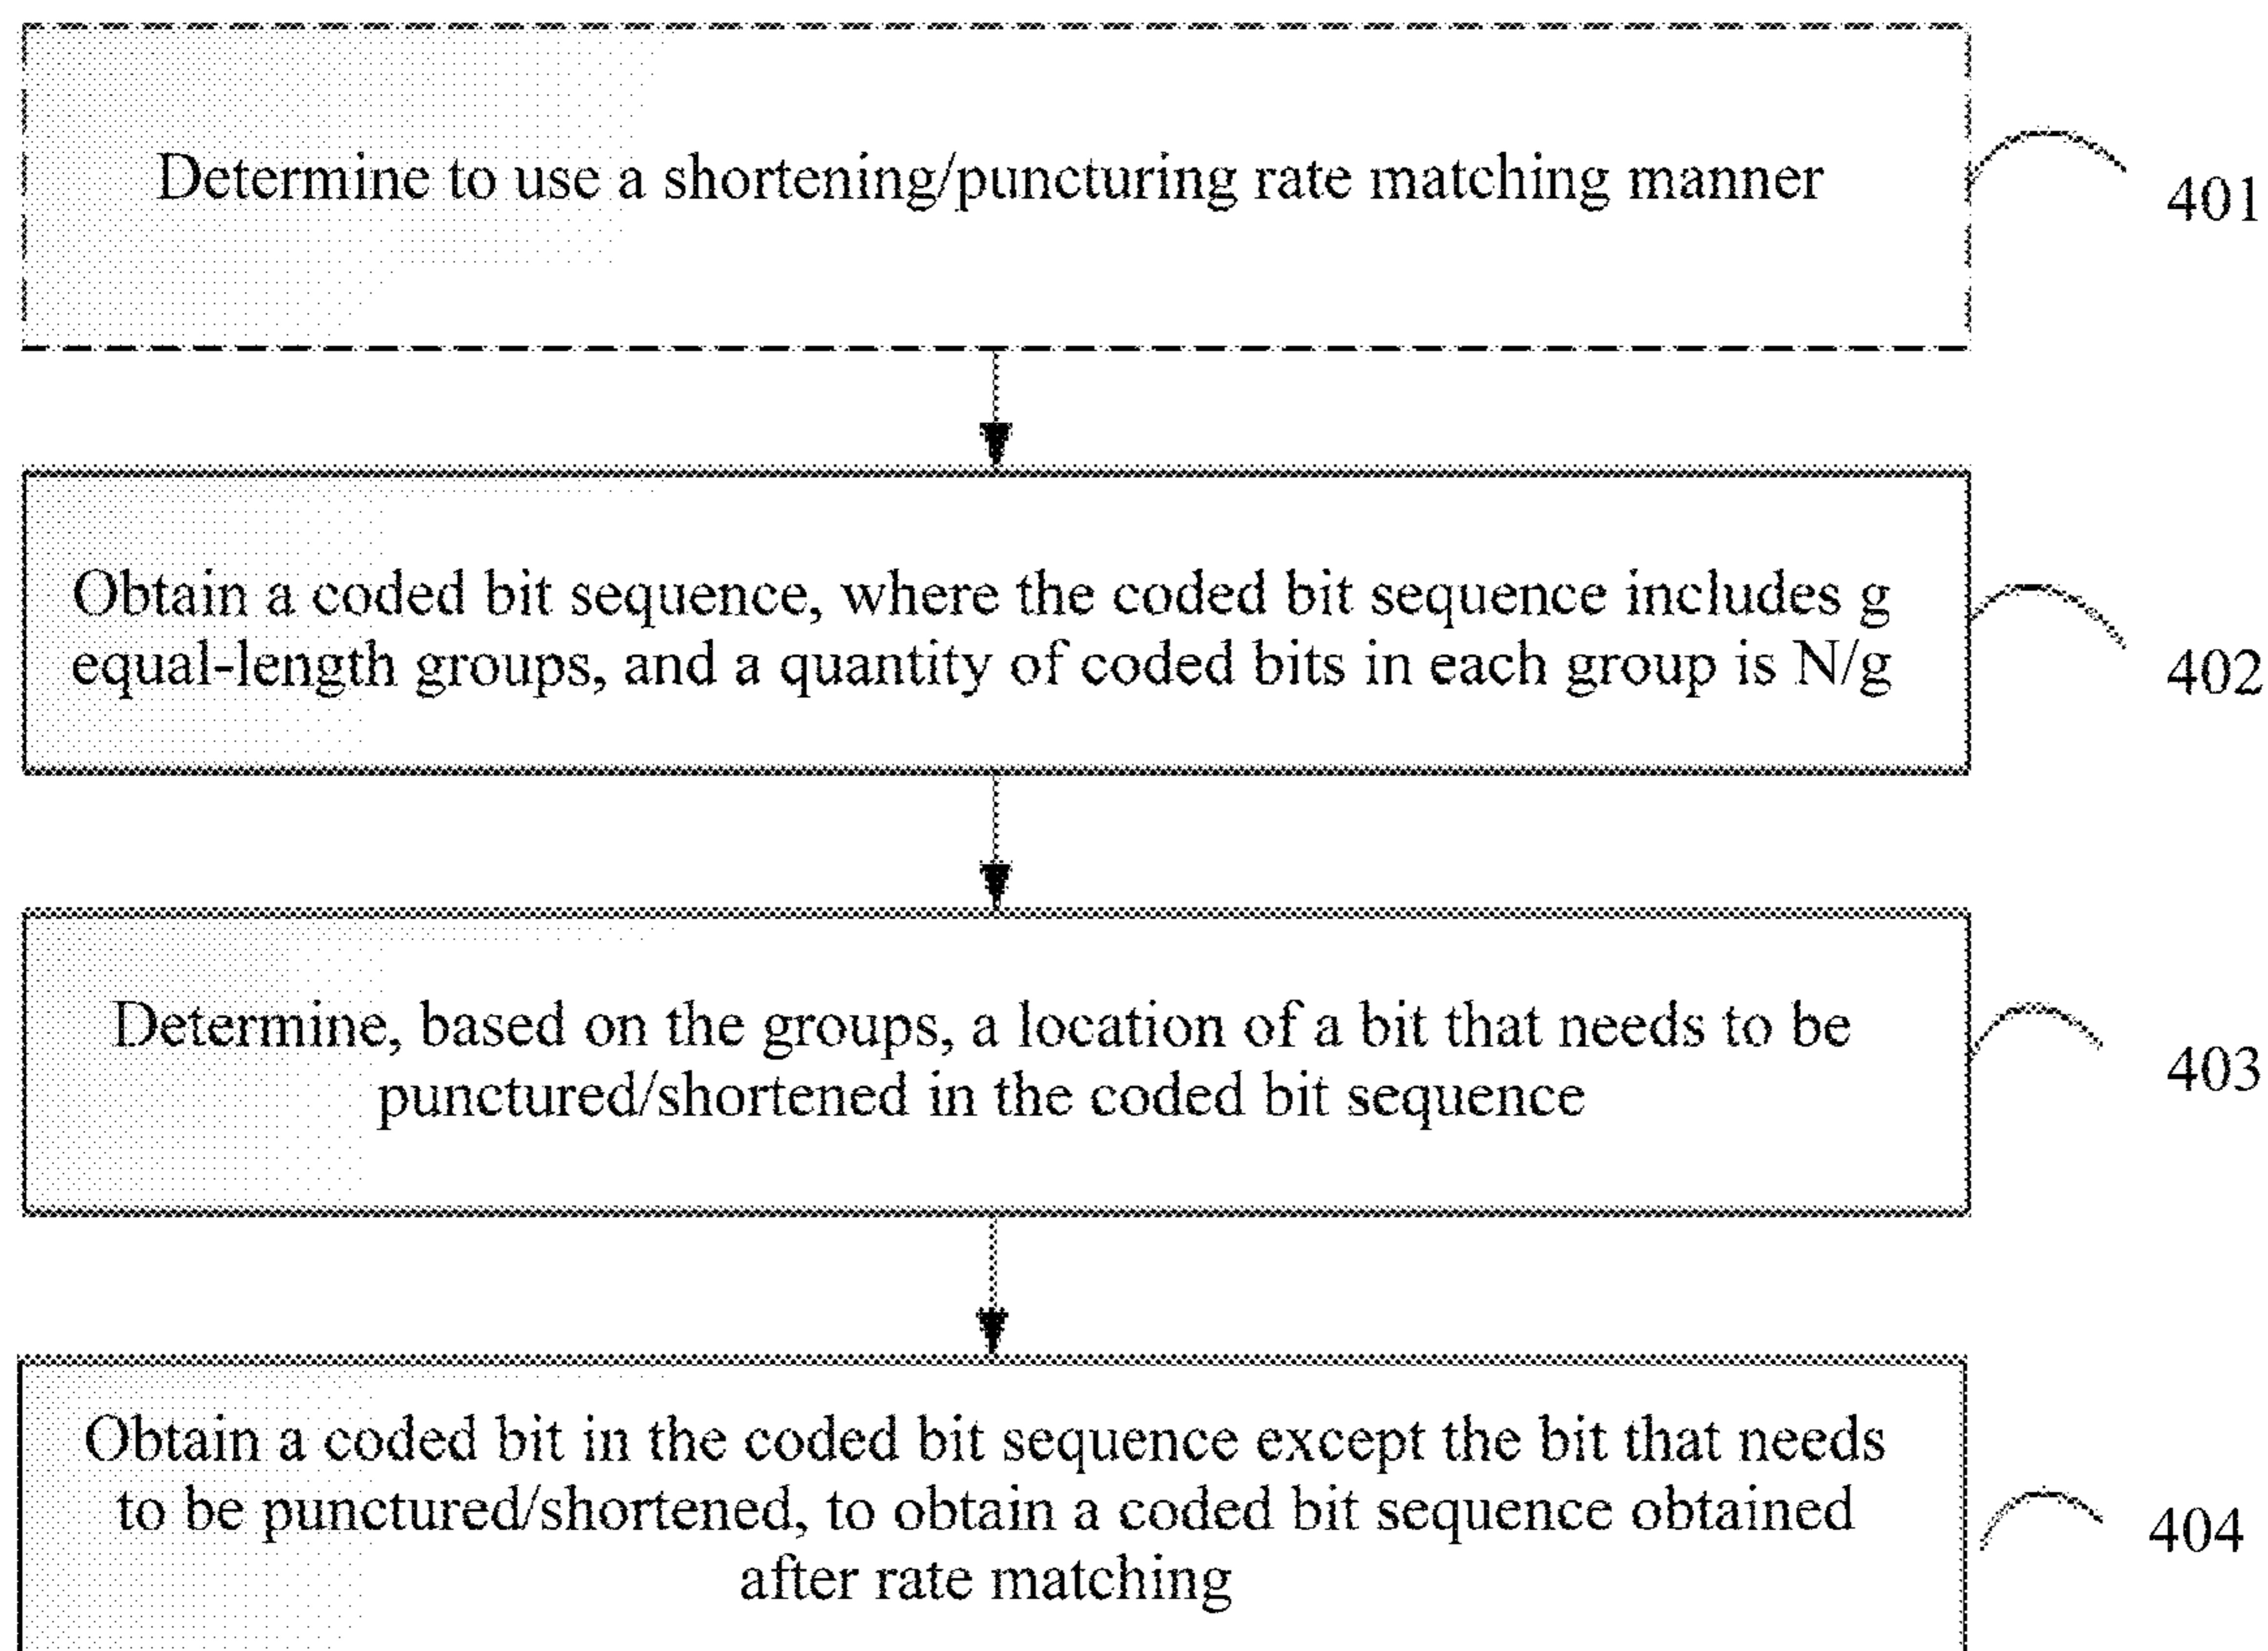 Determine to use a shortening/puncturing rate matching manner
401
Obtain a coded bit sequence, where the coded bit sequence includes g
equal-length groups, and a quantity of coded bits in each group is N/g
402
Determine, based on the groups, a location of a bit that needs to be
punctured/shortened in the coded bit sequence
403
Obtain a coded bit in the coded bit sequence except the bit that needs
to be punctured/shortened, to obtain a coded bit sequence obtained
after rate matching
404